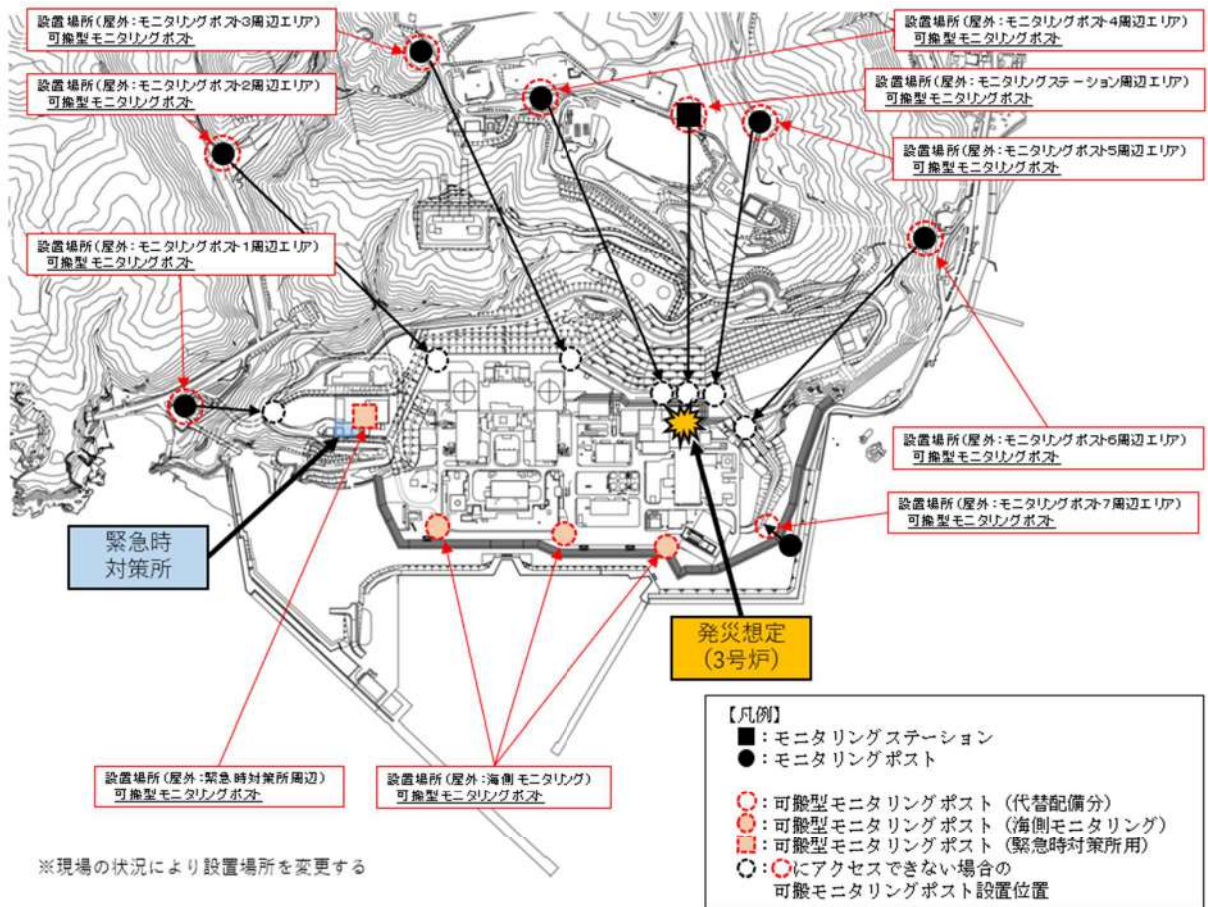 設置場所(屋外:モニタリングポスト3周辺エリア)
可搬型モニタリングポスト
設置場所(屋外:モニタリングポスト2周辺エリア)
可搬型モニタリングポスト
設置場所(屋外:モニタリングポスト1周辺エリア)
可搬型モニタリングポスト
設置場所(屋外:モニタリングポスト4周辺エリア)
可搬型モニタリングポスト
設置場所(屋外:モニタリングステーション周辺エリア)
可搬型モニタリングポスト
設置場所(屋外:モニタリングポスト5周辺エリア)
可搬型モニタリングポスト
設置場所(屋外:モニタリングポスト6周辺エリア)
可搬型モニタリングポスト
設置場所(屋外:モニタリングポスト7周辺エリア)
可搬型モニタリングポスト
緊急時
対策所
発災想定
(3号炉)
設置場所(屋外:緊急時対策所周辺)
可搬型モニタリングポスト
設置場所(屋外:海側モニタリング)
可搬型モニタリングポスト
※現場の状況により設置場所を変更する
【凡例】
■:モニタリングステーション
●:モニタリングポスト
:可搬型モニタリングポスト(代替配備分)
:可搬型モニタリングポスト(海側モニタリング)
:可搬型モニタリングポスト(緊急時対策所用)
:○にアクセスできない場合の
可搬モニタリングポスト設置位置